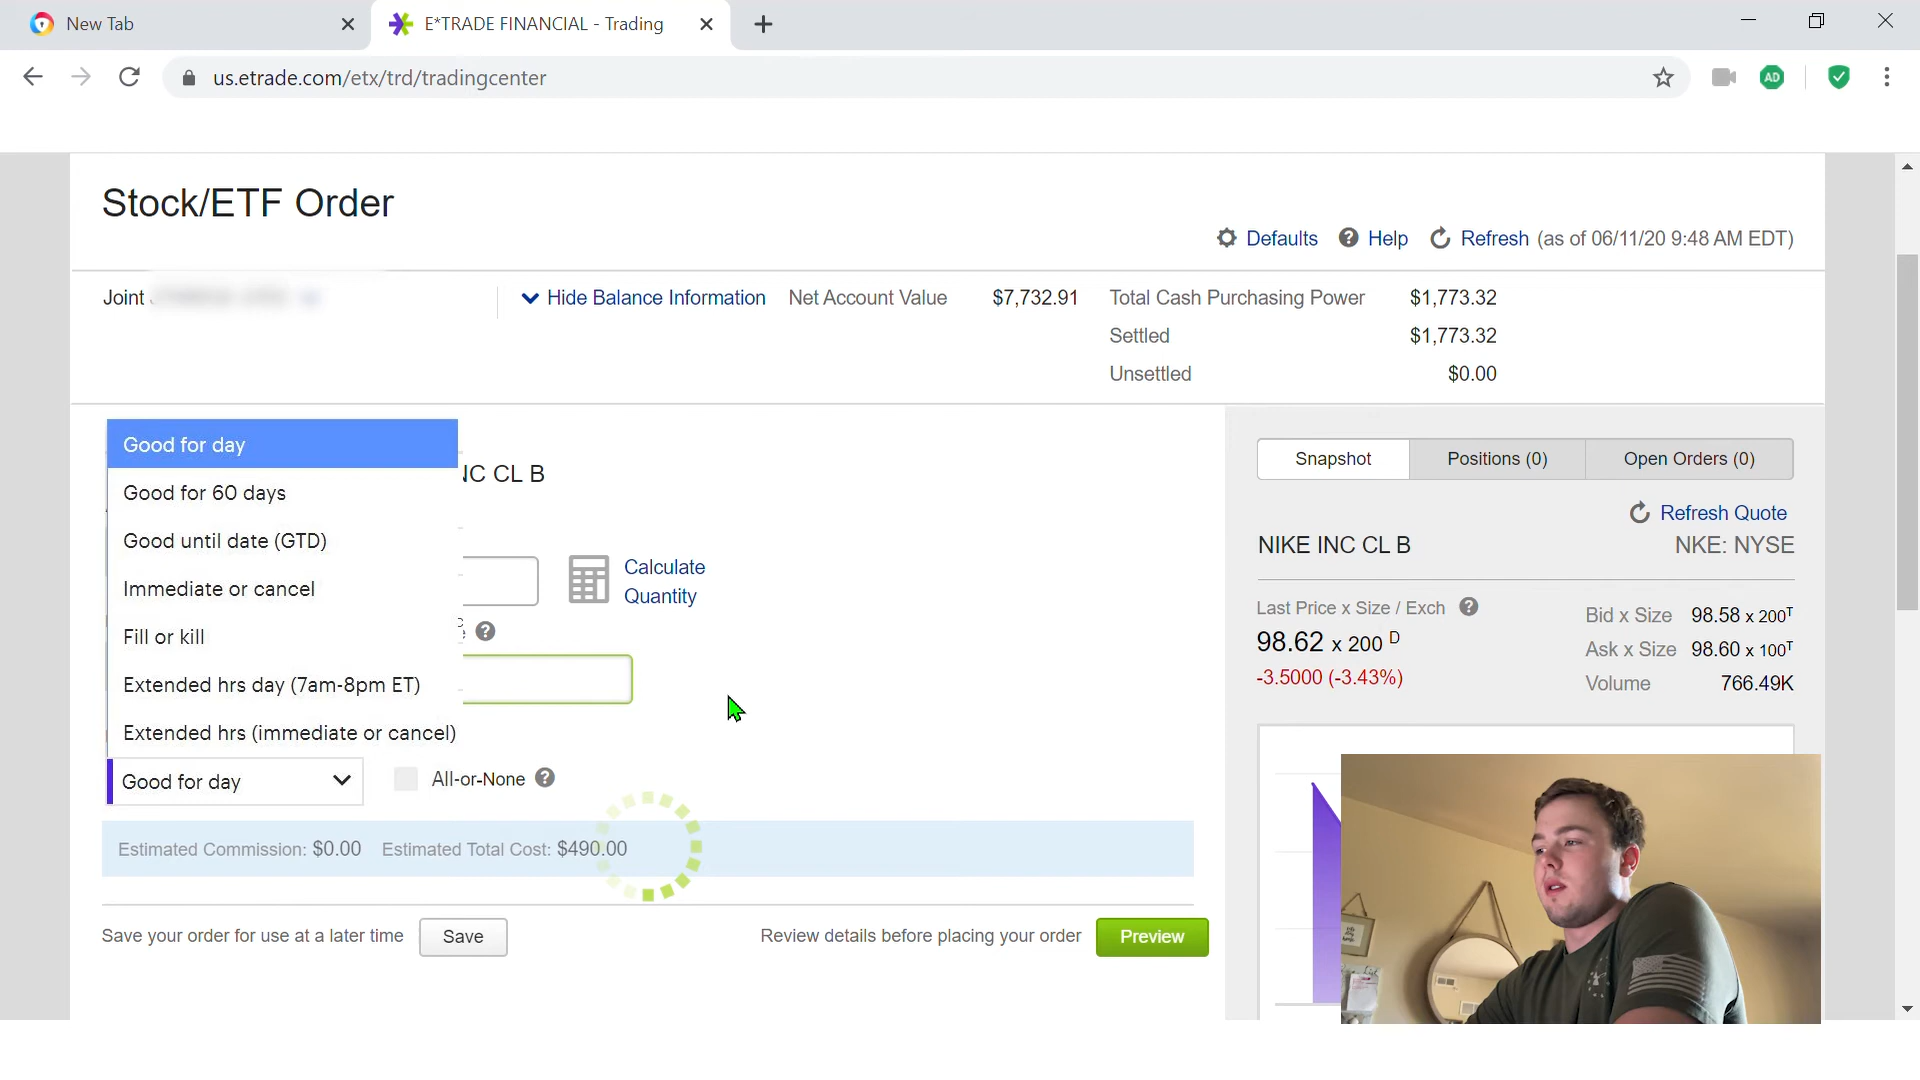 New Tab
E*TRADE FINANCIAL - Trading
us.etrade.com/etx/trd/tradingcenter
AD
Stock/ETF Order
Defaults
Help
Refresh (as of 06/11/20 9:48 AM EDT)
Joint
Hide Balance Information
Net Account Value $7,732.91
Total Cash Purchasing Power $1,773.32
Settled $1,773.32
Unsettled $0.00
Good for day
Good for 60 days
Good until date (GTD)
Immediate or cancel
Fill or kill
Extended hrs day (7am-8pm ET)
Extended hrs (immediate or cancel)
Good for day
INC CL B
Calculate
Quantity
All-or-None
Estimated Commission: $0.00 Estimated Total Cost: $490.00
Save your order for use at a later time
Save
Review details before placing your order
Preview
Snapshot
Positions (0)
Open Orders (0)
Refresh Quote
NIKE INC CL B
NKE: NYSE
Last Price x Size / Exch
98.62 x 200 D
-3.5000 (-3.43%)
Bid x Size 98.58 x 200T
Ask x Size 98.60 x 100T
Volume 766.49K